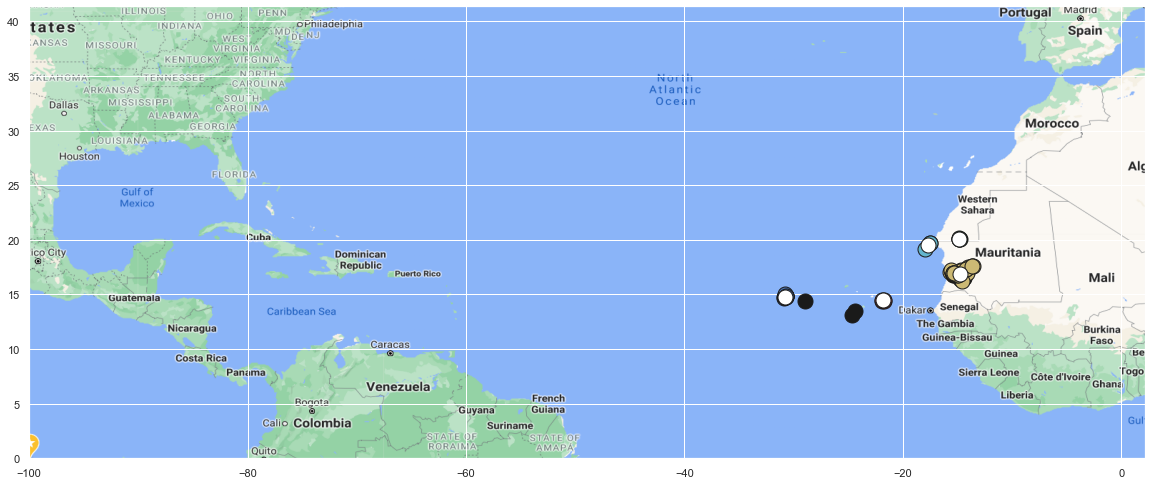 40
35
30
25
20
15
10
5
0
−100
−80
−60
−40
−20
0
tates
ILLINOIS
OHIO
PENN
Philadelphia
INDIANA
MD
DE
NJ
KANSAS
MISSOURI
WEST
VIRGINIA
KENTUCKY
VIRGINIA
OKLAHOMA
TENNESSEE
NORTH
CAROLINA
ARKANSAS
Dallas
MISSISSIPPI
SOUTH
CAROLINA
ALABAMA
GEORGIA
EXAS
LOUISIANA
Houston
FLORIDA
Gulf of
Mexico
Cuba
ico City
Dominican
Republic
Puerto Rico
Guatemala
Caribbean Sea
Nicaragua
Costa Rica
Panama
Caracas
Venezuela
Bogota
Cali
Colombia
Guyana
French
Guiana
Suriname
STATE OF
RORAIMA
STATE OF
AMAPA
Quito
North
Atlantic
Ocean
Portugal
Madrid
Spain
Morocco
Alg
Western
Sahara
Mauritania
Mali
Dakar
Senegal
The Gambia
Guinea-Bissau
Burkina
Faso
Guinea
Be
Sierra Leone
Côte d'Ivoire
Togo
Ghana
Liberia
Gul